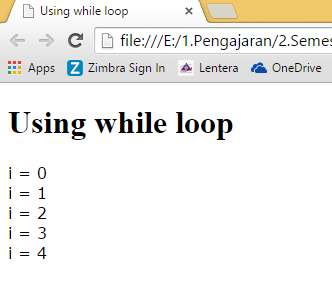 Using while loop
file:///E:/1.Pengajaran/2.Semes
Apps Zimbra Sign In Lentera OneDrive
Using while loop
i = 0
i = 1
i = 2
i = 3
i = 4